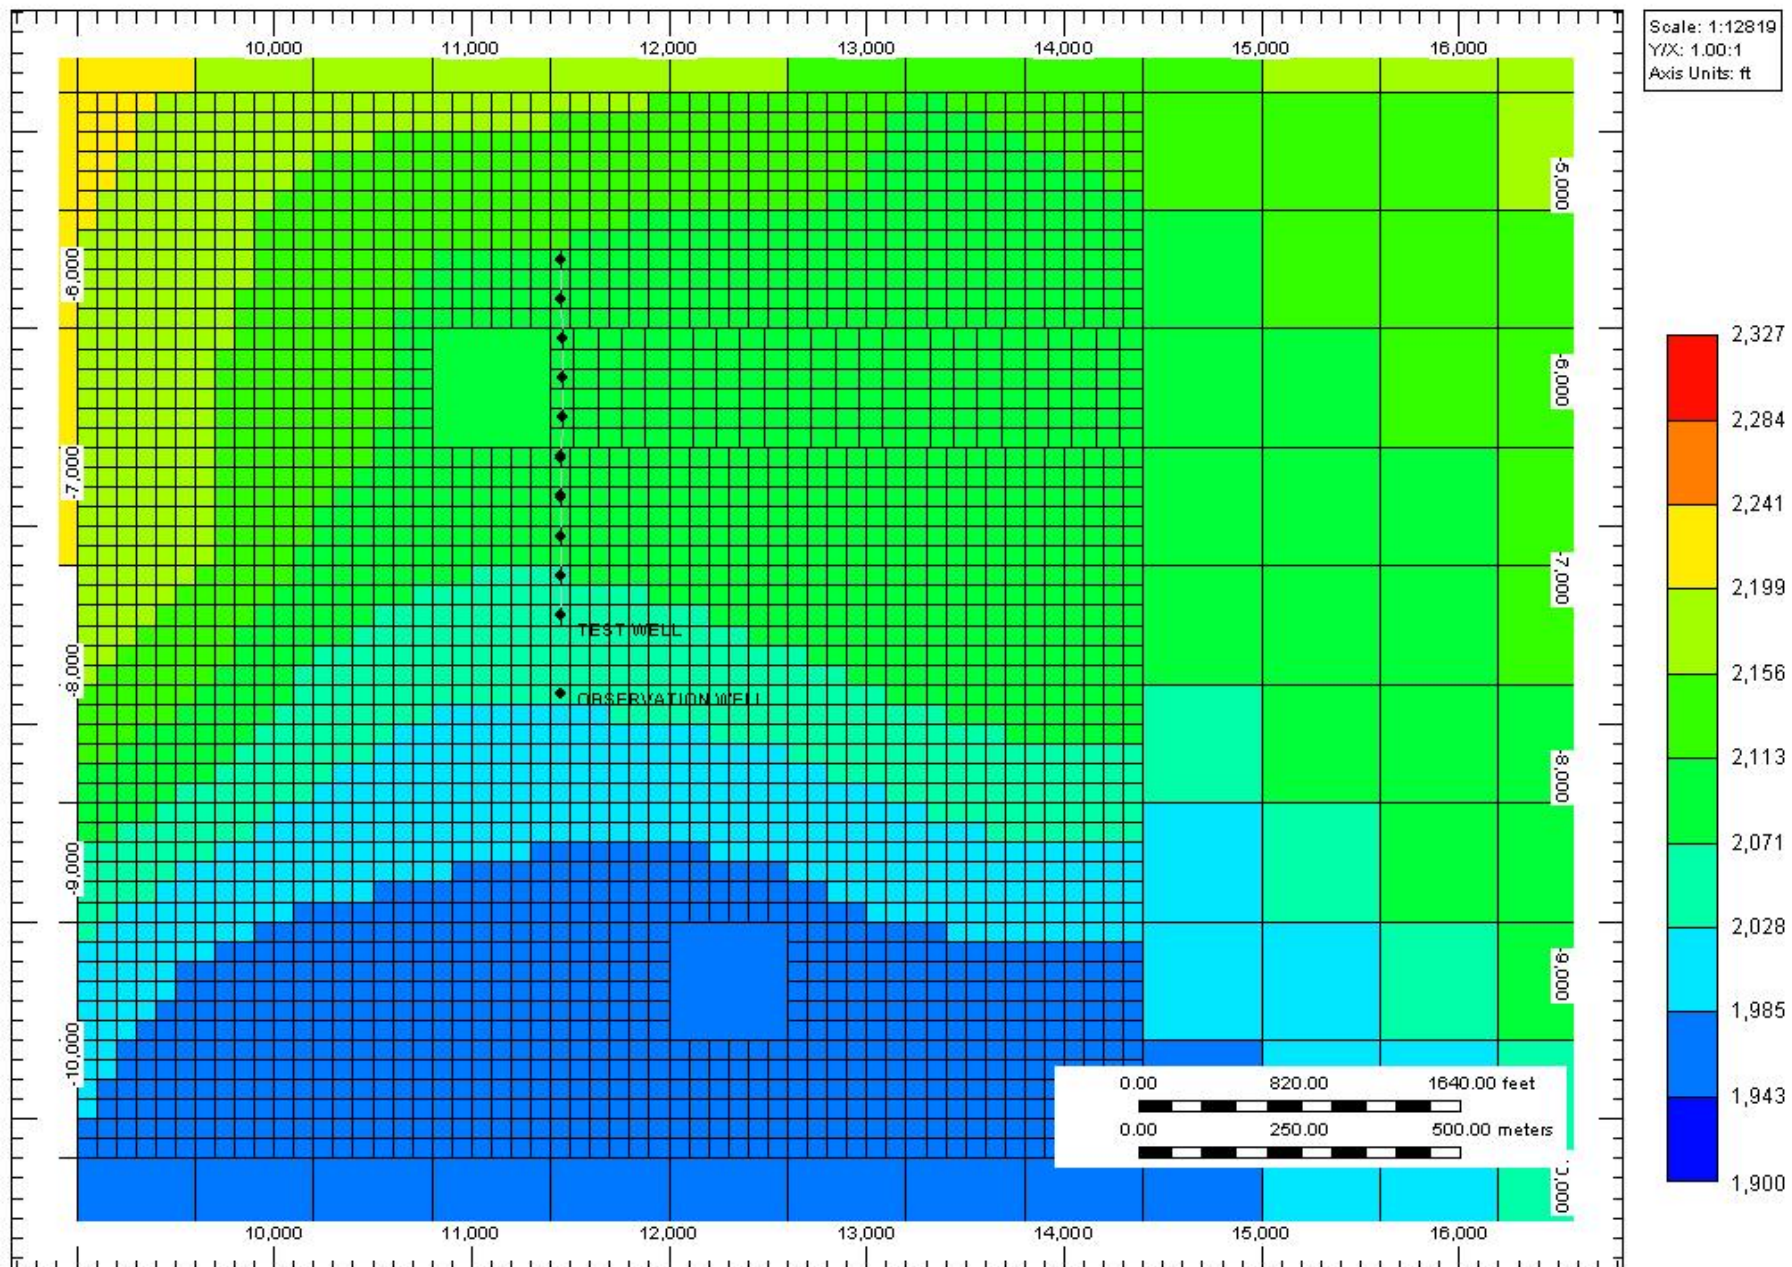 Scale: 1:12819
Y/X: 1.00:1
Axis Units: ft
10,000 11,000 12,000 13,000 14,000 15,000 16,000
-5,000
-6,000
-6,000
-7,000
-7,000
-8,000
-8,000
-9,000
-9,000
-10,000
TEST WELL
OBSERVATION WELL
2,327
2,284
2,241
2,199
2,156
2,113
2,071
2,028
1,985
1,943
1,900
0.00 820.00 1640.00 feet
0.00 250.00 500.00 meters
10,000 11,000 12,000 13,000 14,000 15,000 16,000